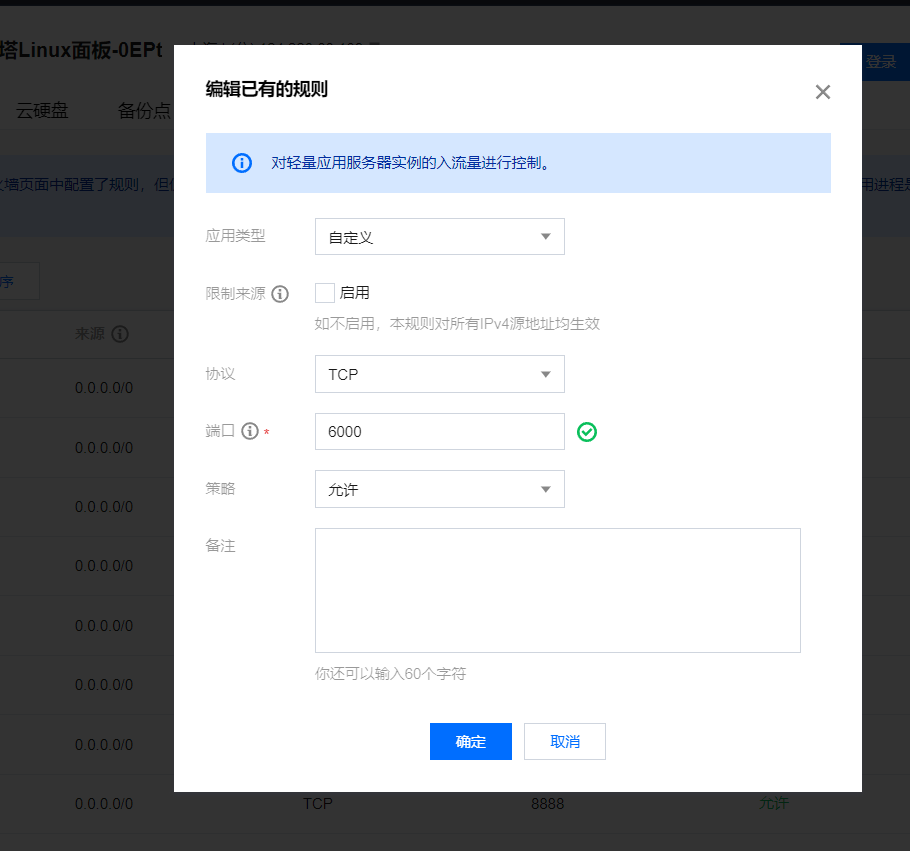 塔Linux面板-0EPt
登录
云硬盘 备份点
编辑已有的规则
对轻量应用服务器实例的入流量进行控制。
火墙页面中配置了规则，但
用进程是
应用类型 自定义
序
限制来源 启用
如不启用，本规则对所有IPv4源地址均生效
来源
协议 TCP
0.0.0.0/0
端口 * 6000
0.0.0.0/0
策略 允许
0.0.0.0/0
备注
0.0.0.0/0
0.0.0.0/0
你还可以输入60个字符
0.0.0.0/0
确定 取消
0.0.0.0/0
0.0.0.0/0 TCP 8888 允许